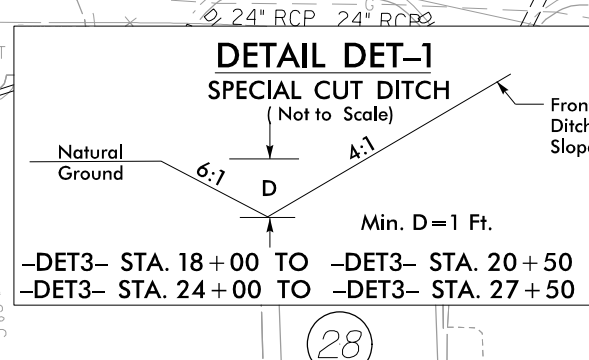 24" RCP 24" RCP
DETAIL DET-1
SPECIAL CUT DITCH
(Not to Scale)
Natural
Ground
6:1
D
4:1
Ditch
Min. D=1 Ft.
-DET3- STA. 18+00 TO -DET3- STA. 20+50
-DET3- STA. 24+00 TO -DET3- STA. 27+50
28